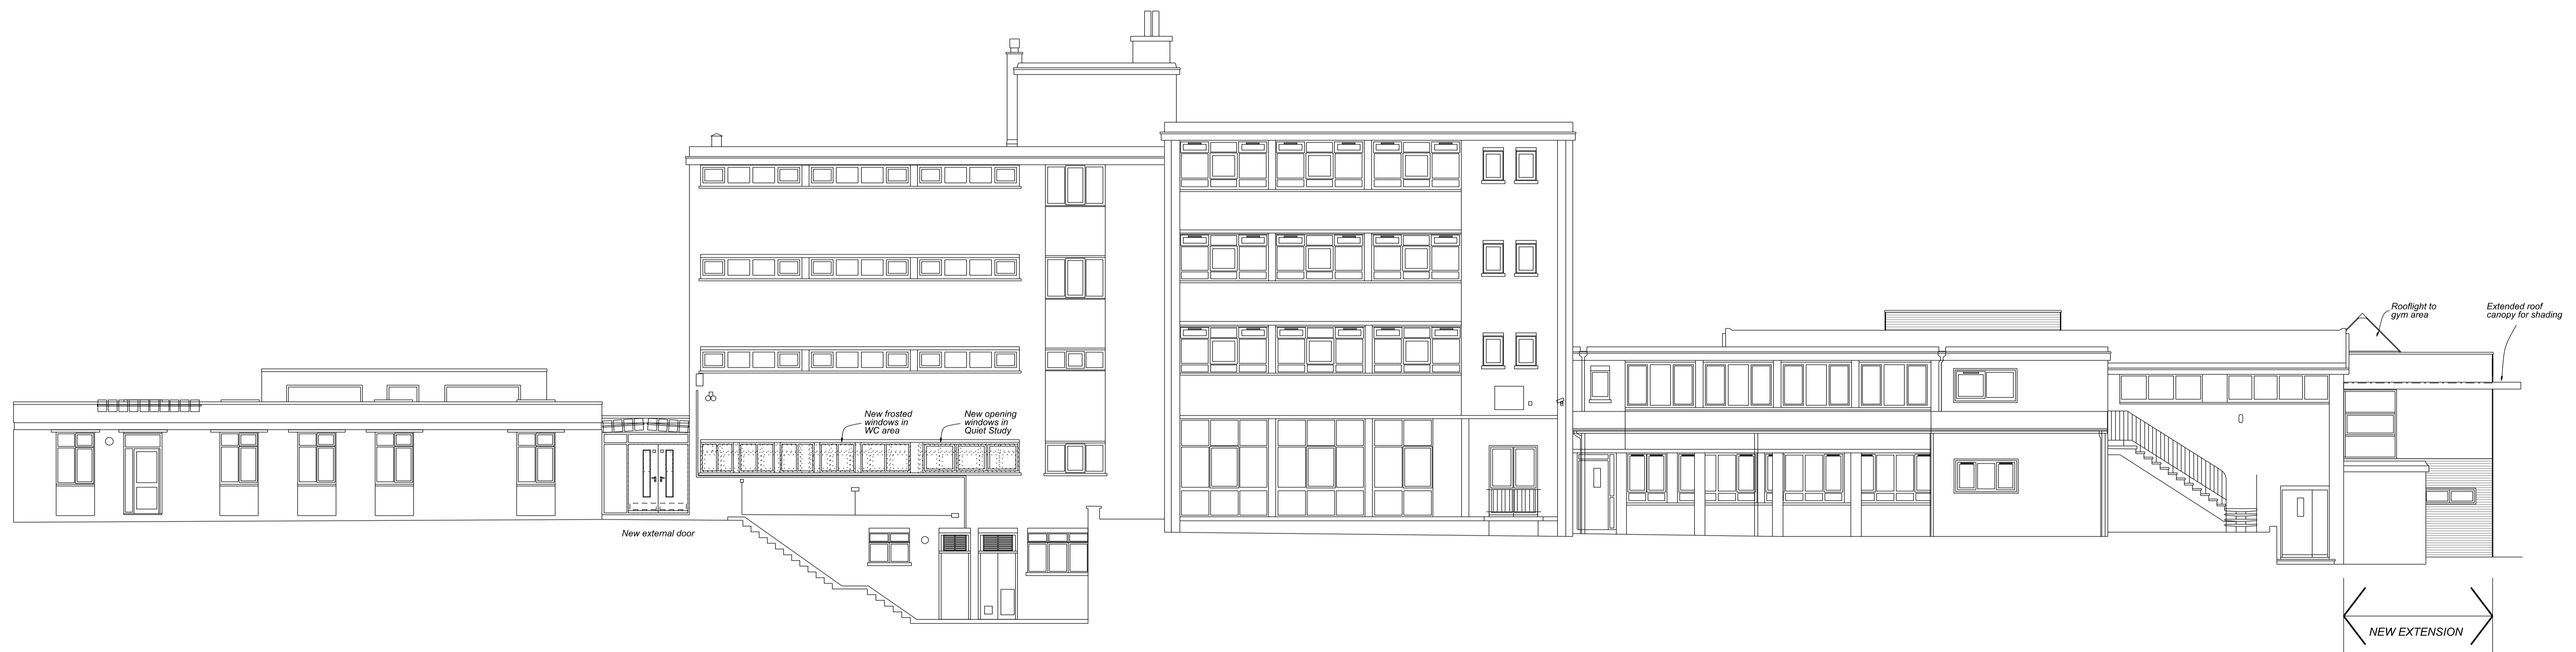 Rooflight to
gym area
Extended roof
canopy for shading
New frosted
windows in
WC area
New opening
windows in
Quiet Study
New external door
NEW EXTENSION